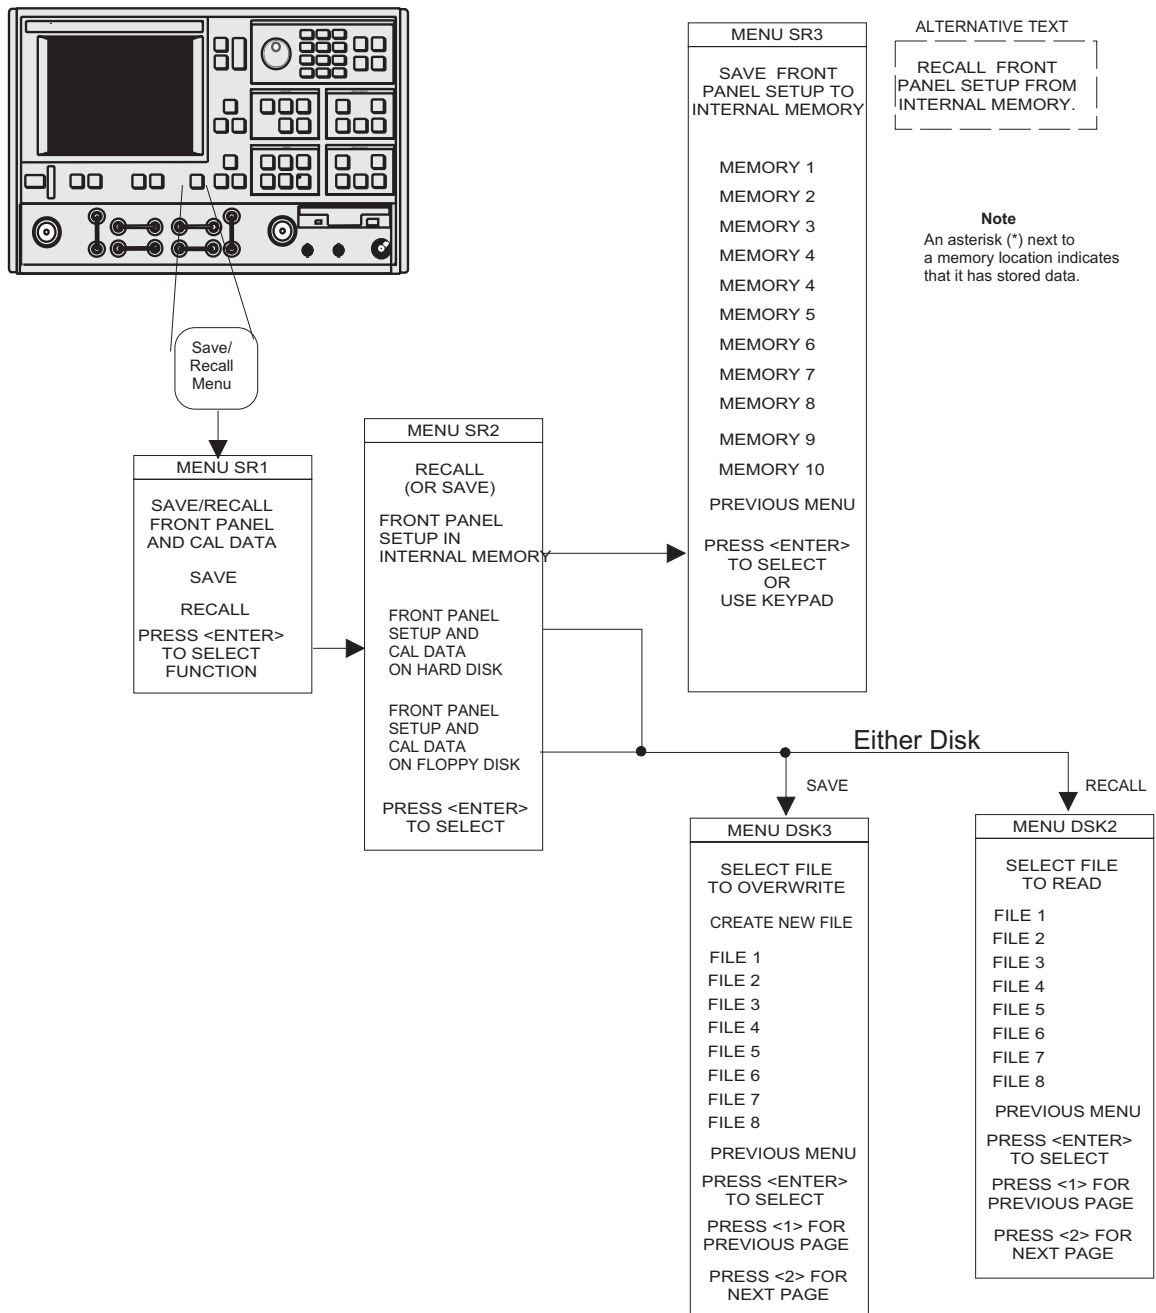 Save/
Recall
Menu
MENU SR1
SAVE/RECALL
FRONT PANEL
AND CAL DATA
SAVE
RECALL
PRESS <ENTER>
TO SELECT
FUNCTION
MENU SR2
RECALL
(OR SAVE)
FRONT PANEL
SETUP IN
INTERNAL MEMORY
FRONT PANEL
SETUP AND
CAL DATA
ON HARD DISK
FRONT PANEL
SETUP AND
CAL DATA
ON FLOPPY DISK
PRESS <ENTER>
TO SELECT
MENU SR3
SAVE FRONT
PANEL SETUP TO
INTERNAL MEMORY
MEMORY 1
MEMORY 2
MEMORY 3
MEMORY 4
MEMORY 4
MEMORY 5
MEMORY 6
MEMORY 7
MEMORY 8
MEMORY 9
MEMORY 10
PREVIOUS MENU
PRESS <ENTER>
TO SELECT
OR
USE KEYPAD
ALTERNATIVE TEXT
RECALL FRONT
PANEL SETUP FROM
INTERNAL MEMORY.
Note
An asterisk (*) next to
a memory location indicates
that it has stored data.
Either Disk
SAVE
RECALL
MENU DSK3
SELECT FILE
TO OVERWRITE
CREATE NEW FILE
FILE 1
FILE 2
FILE 3
FILE 4
FILE 5
FILE 6
FILE 7
FILE 8
PREVIOUS MENU
PRESS <ENTER>
TO SELECT
PRESS <1> FOR
PREVIOUS PAGE
PRESS <2> FOR
NEXT PAGE
MENU DSK2
SELECT FILE
TO READ
FILE 1
FILE 2
FILE 3
FILE 4
FILE 5
FILE 6
FILE 7
FILE 8
PREVIOUS MENU
PRESS <ENTER>
TO SELECT
PRESS <1> FOR
PREVIOUS PAGE
PRESS <2> FOR
NEXT PAGE